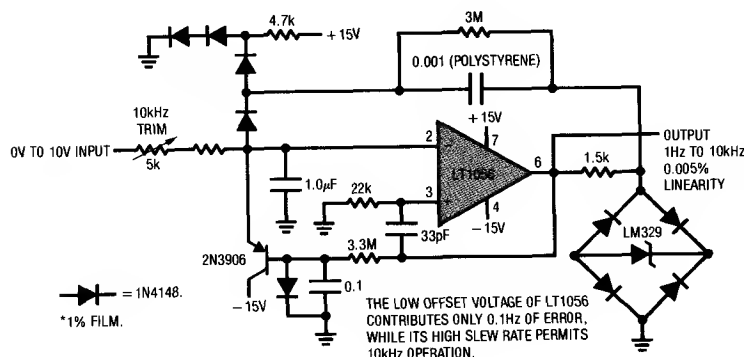 4.7k
+15V
3M
0.001 (POLYSTYRENE)
10kHz
TRIM
+15V
0V TO 10V INPUT
5k
2
7
6
OUTPUT
1Hz TO 10kHz
0.005%
LINEARITY
LT1056
1.5k
1.0µF
22k
3
4
-15V
33pF
LM329
2N3906
3.3M
-15V
0.1
= 1N4148.
*1% FILM.
THE LOW OFFSET VOLTAGE OF LT1056
CONTRIBUTES ONLY 0.1Hz OF ERROR,
WHILE ITS HIGH SLEW RATE PERMITS
10kHz OPERATION.